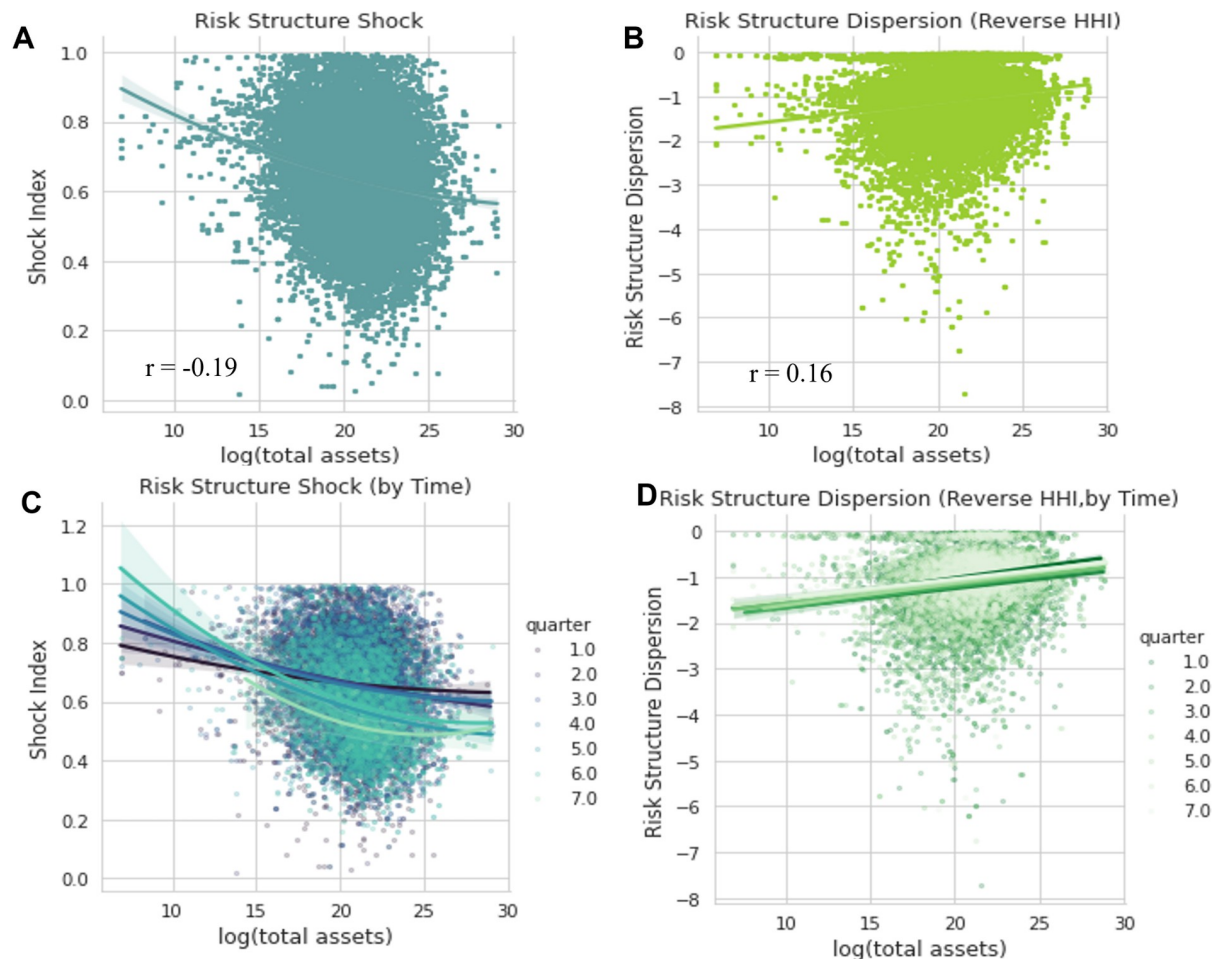 A
Risk Structure Shock
1.0
0.8
0.6
0.4
0.2
0.0
Shock Index
r = -0.19
10 15 20 25 30
log(total assets)
B
Risk Structure Dispersion (Reverse HHI)
0
−1
−2
−3
−4
−5
−6
−7
−8
Risk Structure Dispersion
r = 0.16
10 15 20 25 30
log(total assets)
C
Risk Structure Shock (by Time)
1.2
1.0
0.8
0.6
0.4
0.2
0.0
Shock Index
10 15 20 25 30
log(total assets)
quarter
1.0
2.0
3.0
4.0
5.0
6.0
7.0
D
Risk Structure Dispersion (Reverse HHI,by Time)
0
−1
−2
−3
−4
−5
−6
−7
−8
Risk Structure Dispersion
10 15 20 25 30
log(total assets)
quarter
1.0
2.0
3.0
4.0
5.0
6.0
7.0